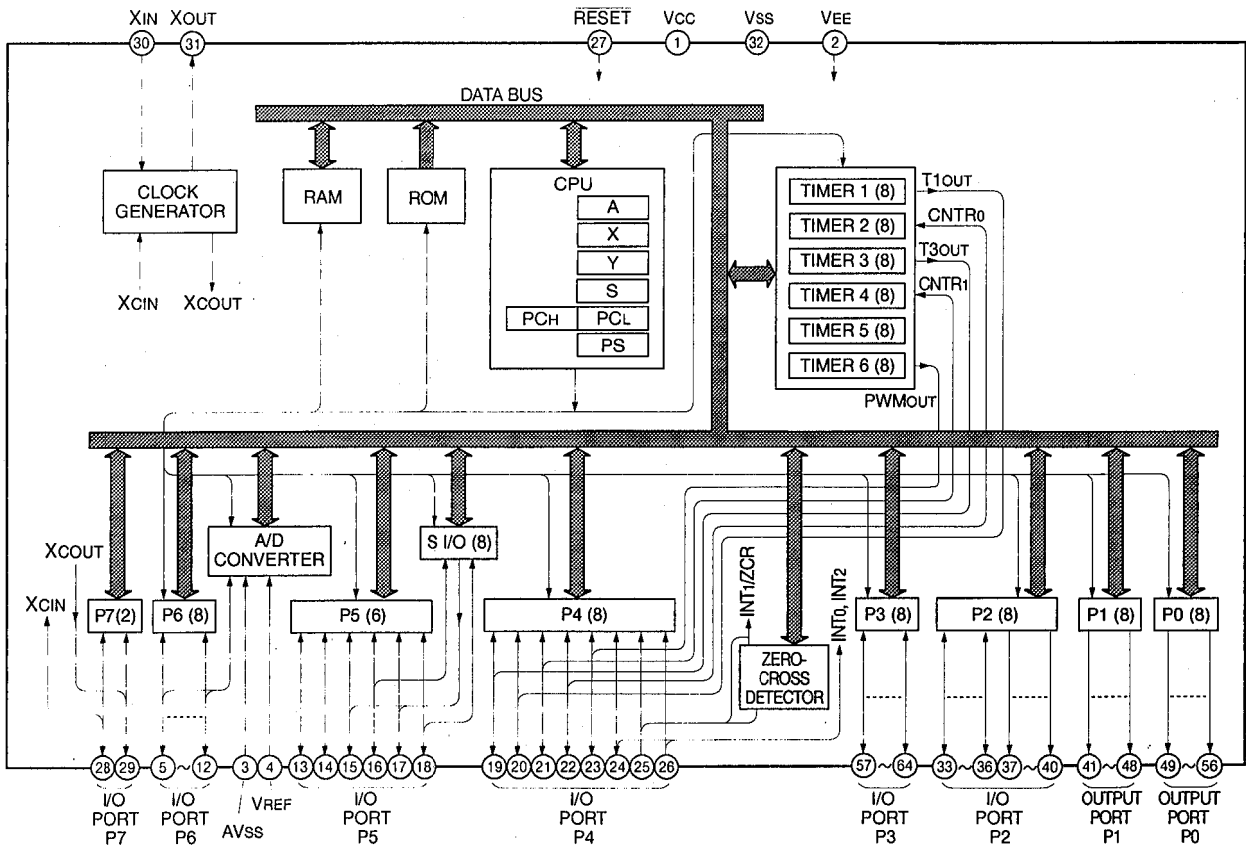 XIN XOUT RESET VCC VSS VEE
30 31 27 1 32 2
DATA BUS
CLOCK
GENERATOR
RAM
ROM
CPU
A
X
Y
S
PCH PCL
PS
XCIN XCOUT
TIMER 1 (8)
TIMER 2 (8)
TIMER 3 (8)
TIMER 4 (8)
TIMER 5 (8)
TIMER 6 (8)
T1OUT
CNTR0
T3OUT
CNTR1
PWMOUT
XCOUT
XCIN
A/D
CONVERTER
S I/O (8)
INT1/ZCR
INT0, INT2
P7(2) P6 (8) P5 (6) P4 (8) P3 (8) P2 (8) P1 (8) P0 (8)
ZERO-
CROSS
DETECTOR
28 29 5 ~ 12 3 4 13 14 15 16 17 18 19 20 21 22 23 24 25 26 57 ~ 64 33 ~ 36 37 ~ 40 41 ~ 48 49 ~ 56
I/O
PORT
P7
I/O
PORT
P6
AVSS
VREF
I/O
PORT
P5
I/O
PORT
P4
I/O
PORT
P3
I/O
PORT
P2
OUTPUT
PORT
P1
OUTPUT
PORT
P0